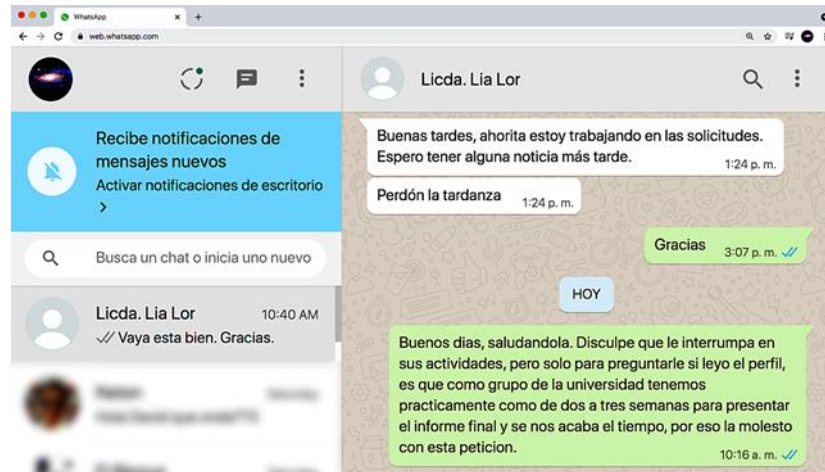 WhatsApp
web.whatsapp.com
Recibe notificaciones de
mensajes nuevos
Activar notificaciones de escritorio
Busca un chat o inicia uno nuevo
Licda. Lia Lor
10:40 AM
Vaya esta bien. Gracias.
Licda. Lia Lor
Buenas tardes, ahorita estoy trabajando en las solicitudes.
Espero tener alguna noticia más tarde.
1:24 p. m.
Perdón la tardanza
1:24 p. m.
Gracias
3:07 p. m.
HOY
Buenos dias, saludandola. Disculpe que le interrumpa en
sus actividades, pero solo para preguntarle si leyo el perfil,
es que como grupo de la universidad tenemos
practicamente como de dos a tres semanas para presentar
el informe final y se nos acaba el tiempo, por eso la molesto
con esta peticion.
10:16 a. m.